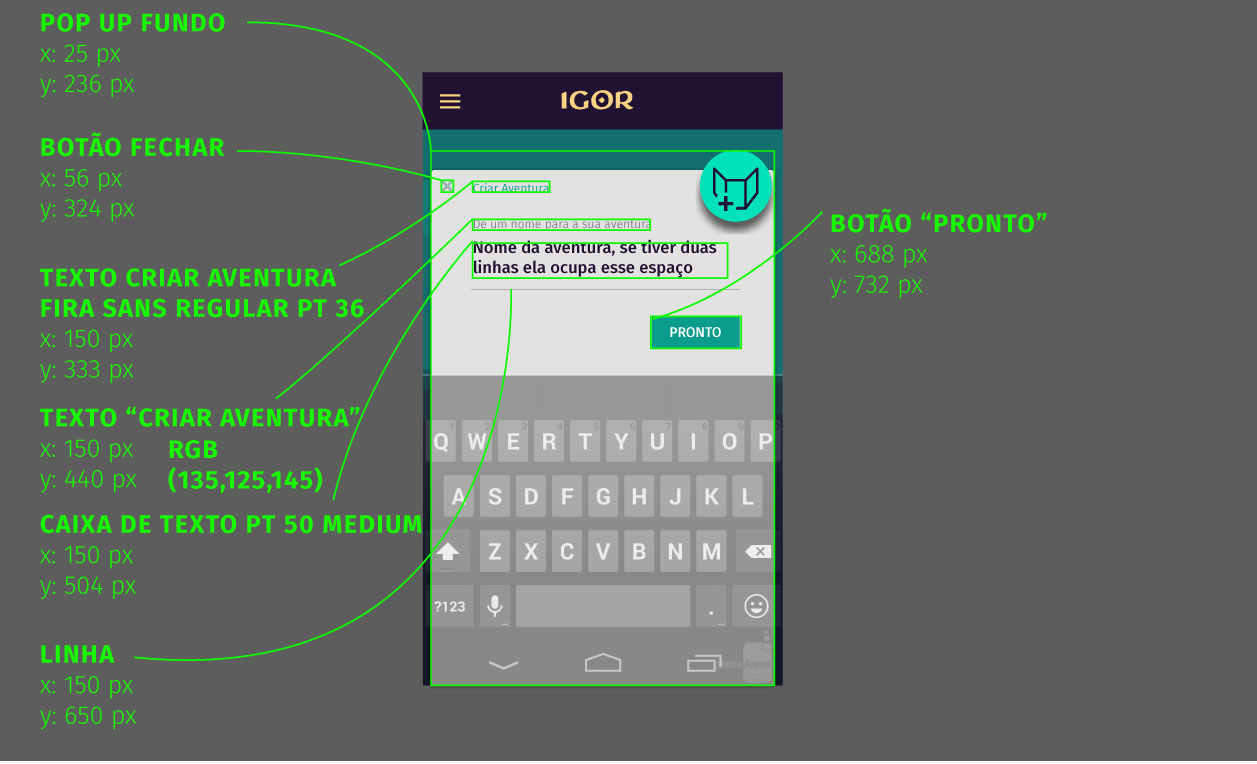 POP UP FUNDO
x: 25 px
y: 236 px
BOTÃO FECHAR
x: 56 px
y: 324 px
TEXTO CRIAR AVENTURA
FIRA SANS REGULAR PT 36
x: 150 px
y: 333 px
TEXTO “CRIAR AVENTURA”
x: 150 px RGB
y: 440 px (135,125,145)
CAIXA DE TEXTO PT 50 MEDIUM
x: 150 px
y: 504 px
LINHA
x: 150 px
y: 650 px
IGOR
Criar Aventura
De um nome para a sua aventura
Nome da aventura, se tiver duas
linhas ela ocupa esse espaço
PRONTO
Q W E R T Y U I O P
A S D F G H J K L
Z X C V B N M
?123 .
BOTÃO “PRONTO”
x: 688 px
y: 732 px